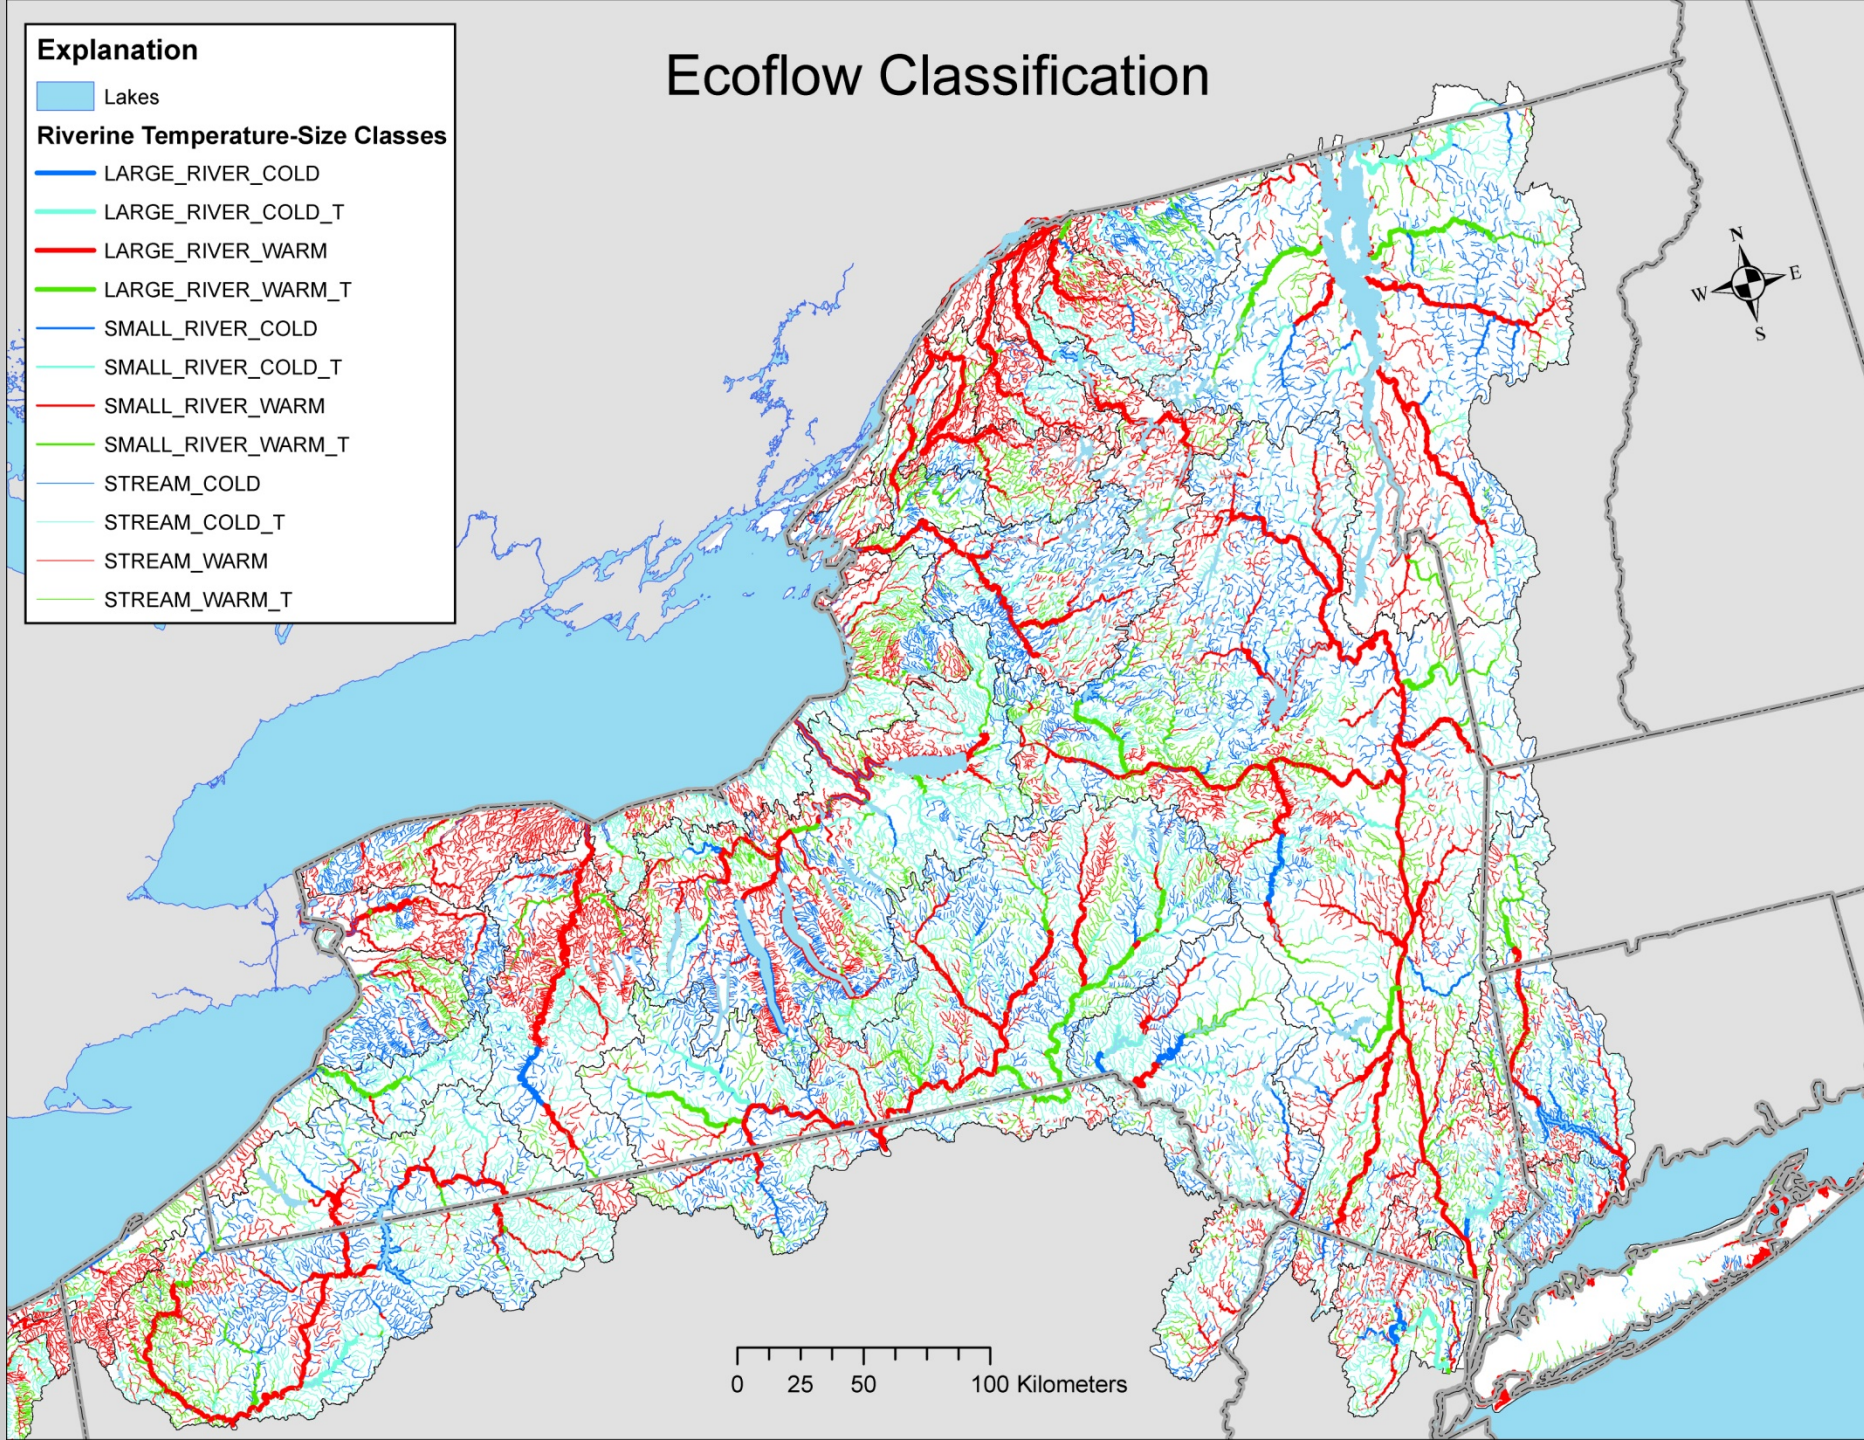 Ecoflow Classification
Explanation
Lakes
Riverine Temperature-Size Classes
LARGE_RIVER_COLD
LARGE_RIVER_COLD_T
LARGE_RIVER_WARM
LARGE_RIVER_WARM_T
SMALL_RIVER_COLD
SMALL_RIVER_COLD_T
SMALL_RIVER_WARM
SMALL_RIVER_WARM_T
STREAM_COLD
STREAM_COLD_T
STREAM_WARM
STREAM_WARM_T
N
W E
S
0 25 50 100 Kilometers